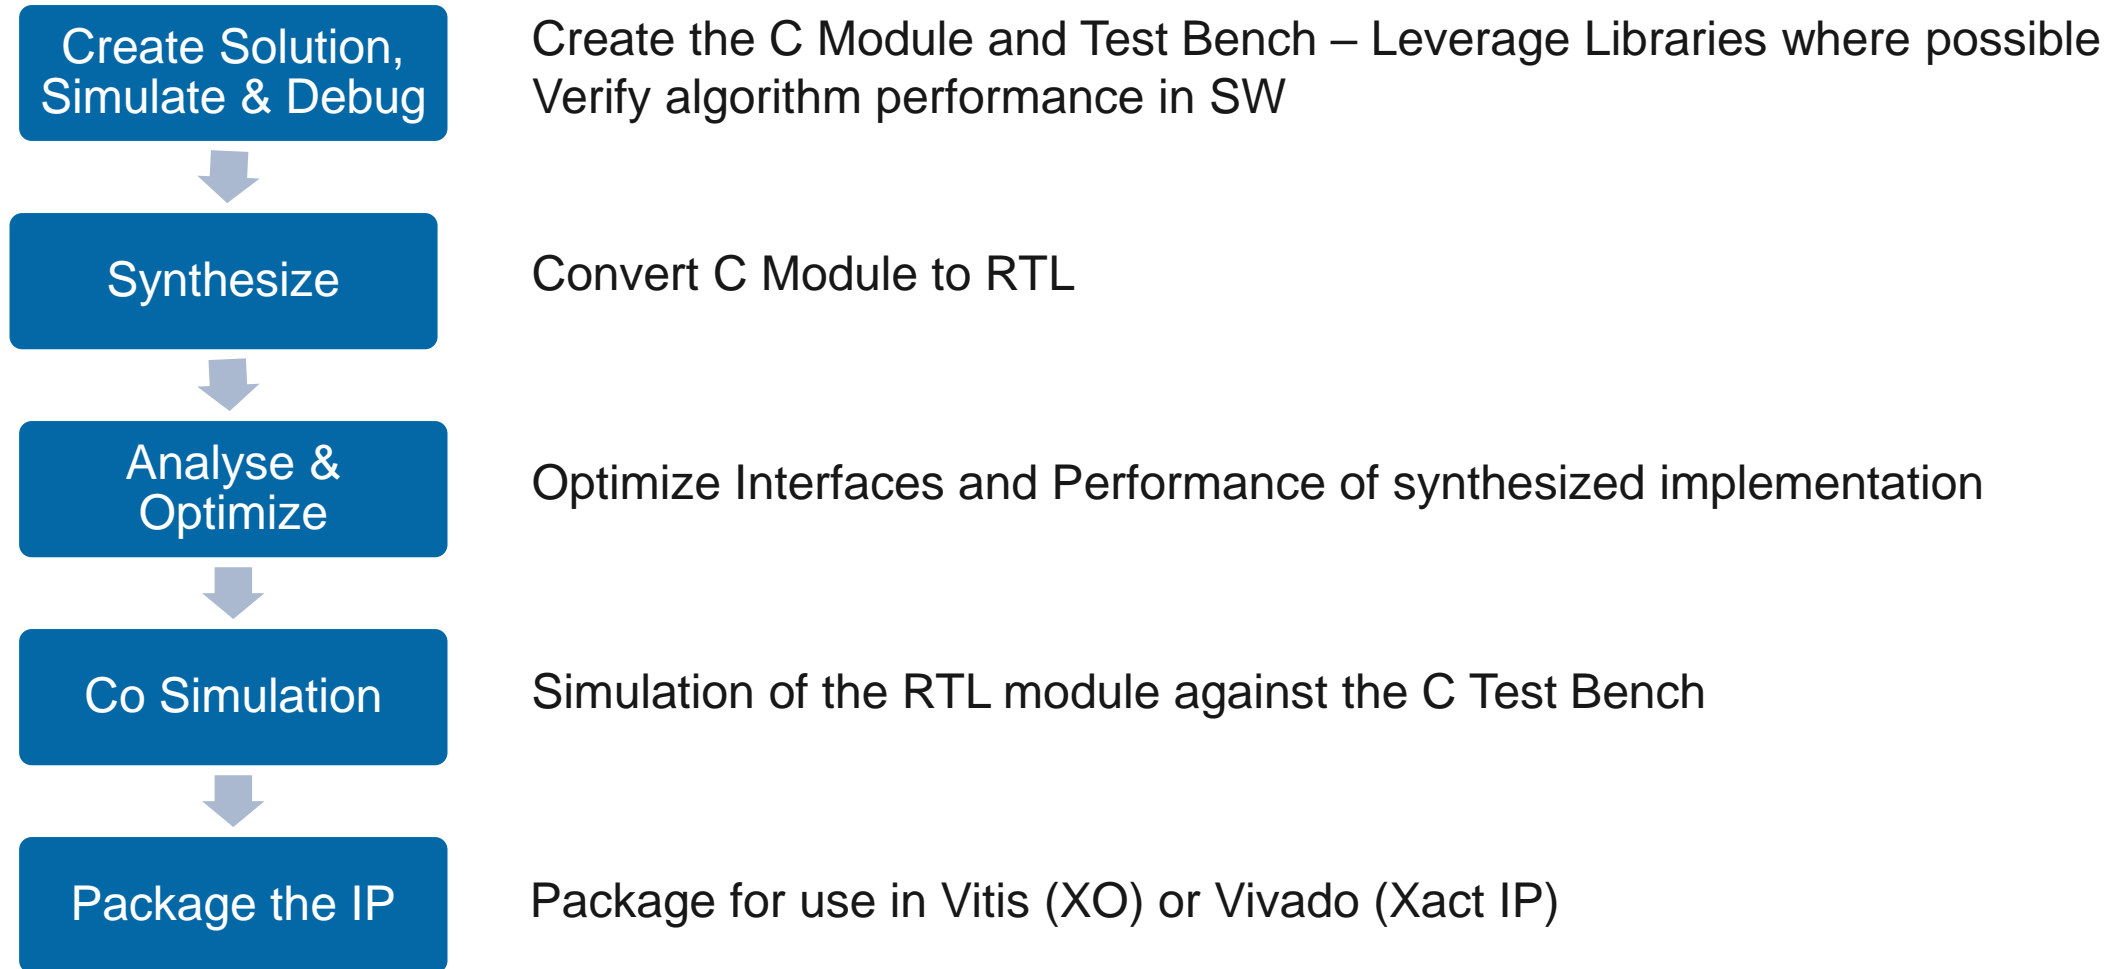 Create Solution,
Simulate & Debug
Create the C Module and Test Bench – Leverage Libraries where possible
Verify algorithm performance in SW
Synthesize
Convert C Module to RTL
Analyse &
Optimize
Optimize Interfaces and Performance of synthesized implementation
Co Simulation
Simulation of the RTL module against the C Test Bench
Package the IP
Package for use in Vitis (XO) or Vivado (Xact IP)